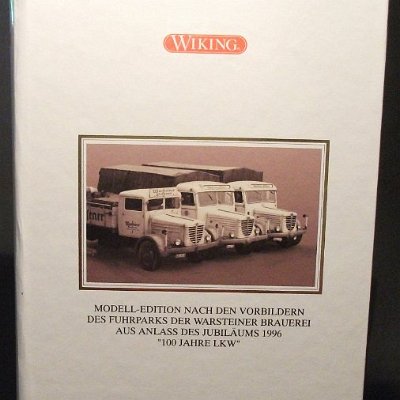 WIKING
MODELL-EDITION NACH DEN VORBILDERN
DES FUHRPARKS DER WARSTEINER BRAUEREI
AUS ANLASS DES JUBILÄUMS 1996
"100 JAHRE LKW"